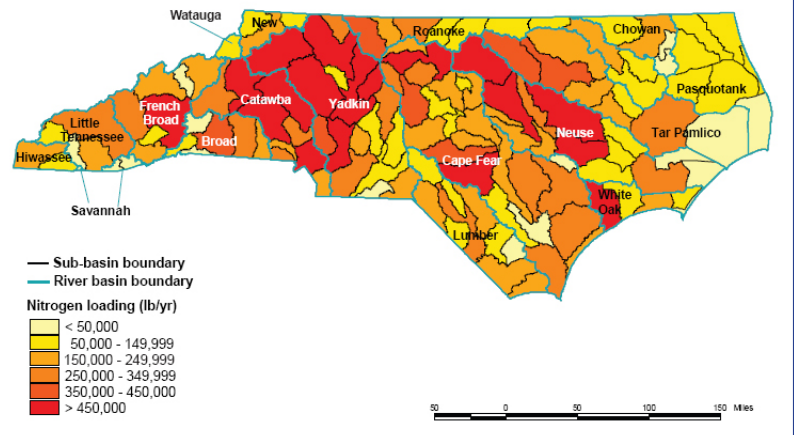 Watauga
New
Roanoke
Chowan
Pasquotank
French
Broad
Catawba
Yadkin
Little
Tennessee
Neuse
Tar Pamlico
Broad
Hiwassee
Cape Fear
White
Oak
Savannah
Lumber
Sub-basin boundary
River basin boundary
Nitrogen loading (lb/yr)
< 50,000
50,000 - 149,999
150,000 - 249,999
250,000 - 349,999
350,000 - 450,000
> 450,000
50 0 50 100 150 Miles